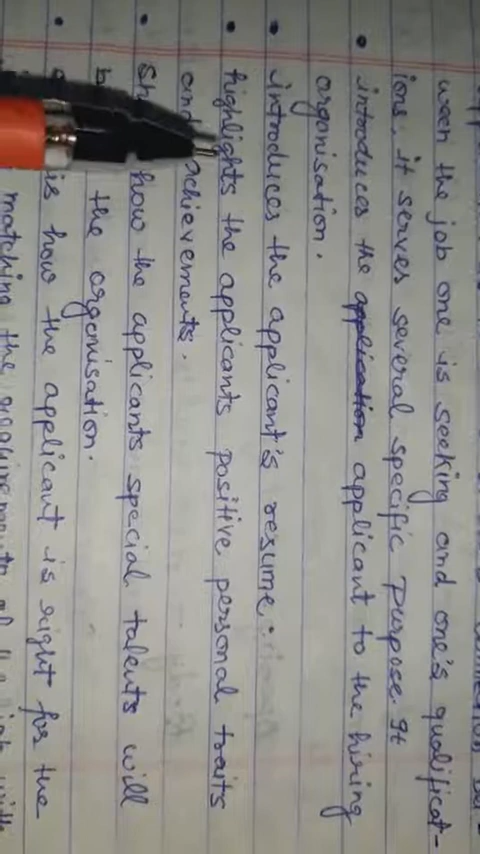 ween the job one is seeking and one's qualificat-
ions. it serves several specific purpose. It
• introduces the application applicant to the hiring
organisation.
• introduces the applicant's resume.
• highlights the applicants positive personal traits
and achievements.
• how the applicants special talents will
the organisation.
• is how the applicant is right for the
matching the